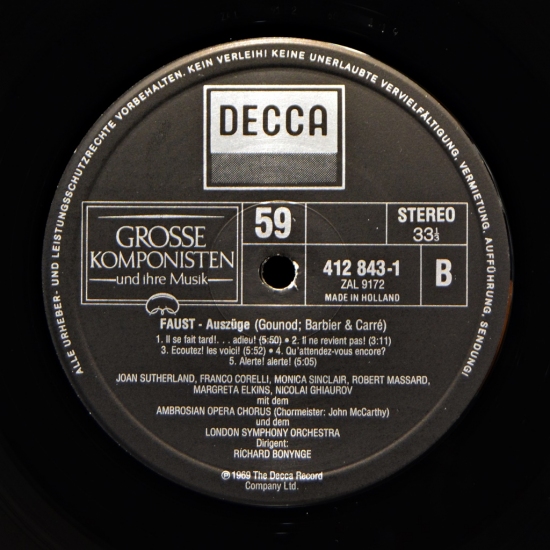 ALLE URHEBER- UND LEISTUNGSSCHUTZRECHTE VORBEHALTEN. KEIN VERLEIH! KEINE UNERLAUBTE VERVIELFÄLTIGUNG, VERMIETUNG, AUFFÜHRUNG, SENDUNG!
DECCA
GROSSE
KOMPONISTEN
und ihre Musik
59
STEREO
33⅓
412 843-1
ZAL 9172
MADE IN HOLLAND
B
FAUST - Auszüge (Gounod; Barbier & Carré)
1. Il se fait tard!. . . adieu! (5:50) • 2. Il ne revient pas! (3:11)
3. Ecoutez! les voici! (5:52) • 4. Qu'attendez-vous encore?
5. Alerte! alerte! (5:05)
JOAN SUTHERLAND, FRANCO CORELLI, MONICA SINCLAIR, ROBERT MASSARD,
MARGRETA ELKINS, NICOLAI GHIAUROV
mit dem
AMBROSIAN OPERA CHORUS (Chormeister: John McCarthy)
und dem
LONDON SYMPHONY ORCHESTRA
Dirigent:
RICHARD BONYNGE
℗ 1969 The Decca Record
Company Ltd.